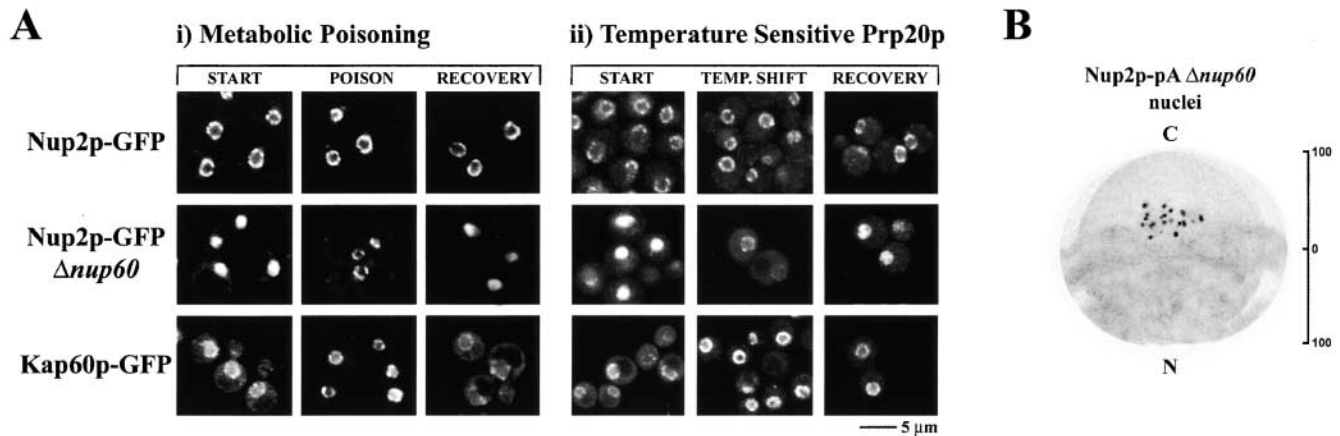 A
i) Metabolic Poisoning
ii) Temperature Sensitive Prp20p
B
START POISON RECOVERY
START TEMP. SHIFT RECOVERY
Nup2p-pA Δnup60
nuclei
C
Nup2p-GFP
Nup2p-GFP
Δnup60
Kap60p-GFP
100
0
100
N
5 μm